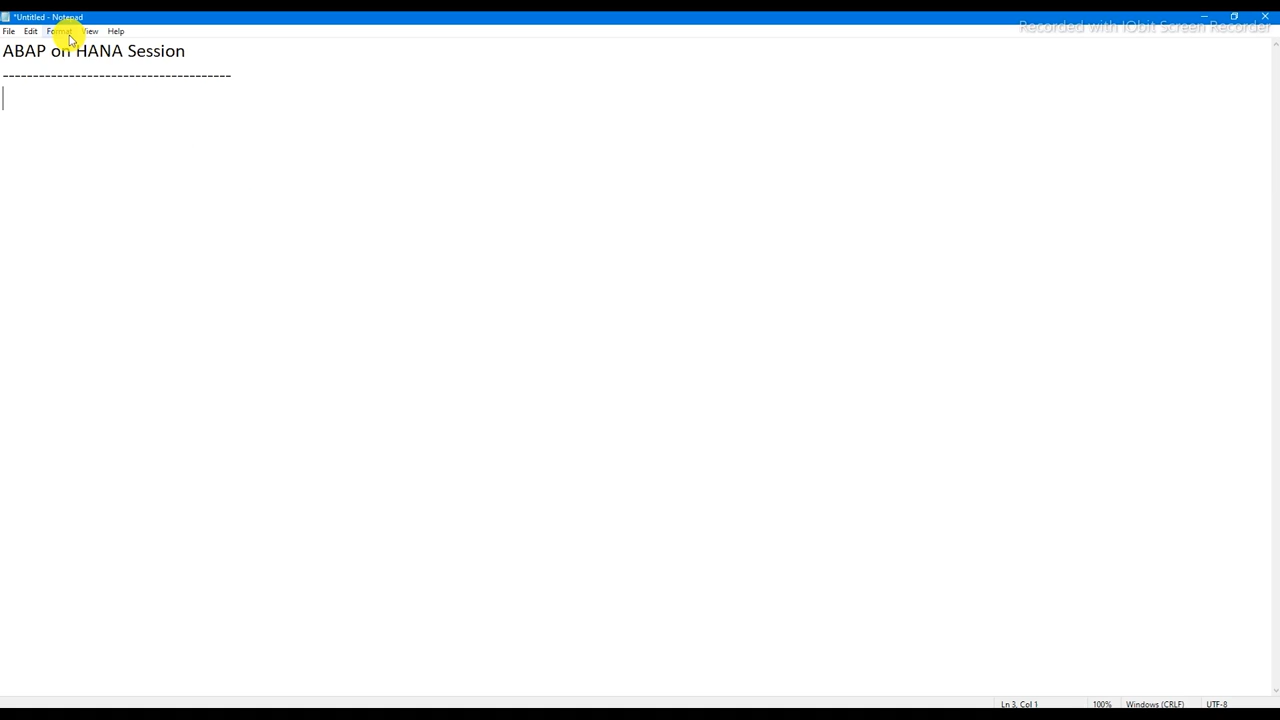 *Untitled - Notepad
Recorded with IObit Screen Recorder
File Edit Format View Help
ABAP on HANA Session
--------------------------------------
Ln 3, Col 1 100% Windows (CRLF) UTF-8